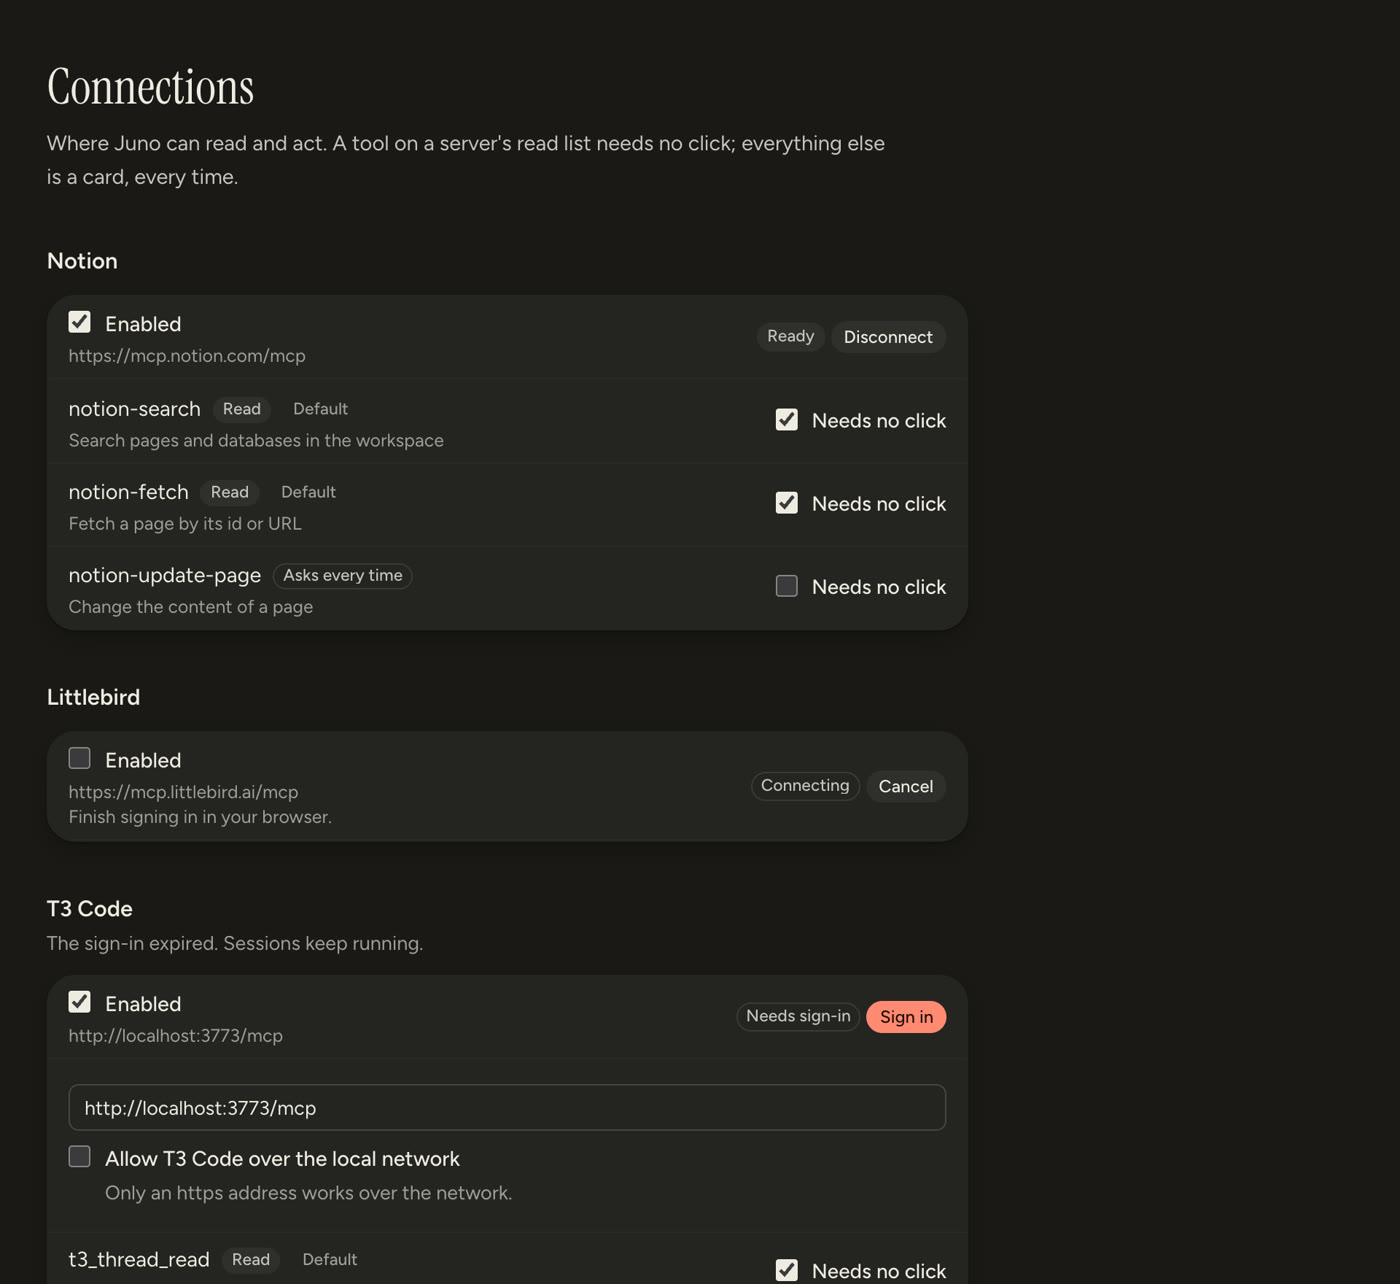 Connections
Where Juno can read and act. A tool on a server's read list needs no click; everything else
is a card, every time.
Notion
Enabled
https://mcp.notion.com/mcp
Ready
Disconnect
notion-search Read Default
Search pages and databases in the workspace
Needs no click
notion-fetch Read Default
Fetch a page by its id or URL
Needs no click
notion-update-page Asks every time
Change the content of a page
Needs no click
Littlebird
Enabled
https://mcp.littlebird.ai/mcp
Finish signing in in your browser.
Connecting
Cancel
T3 Code
The sign-in expired. Sessions keep running.
Enabled
http://localhost:3773/mcp
Needs sign-in
Sign in
http://localhost:3773/mcp
Allow T3 Code over the local network
Only an https address works over the network.
t3_thread_read Read Default
Needs no click